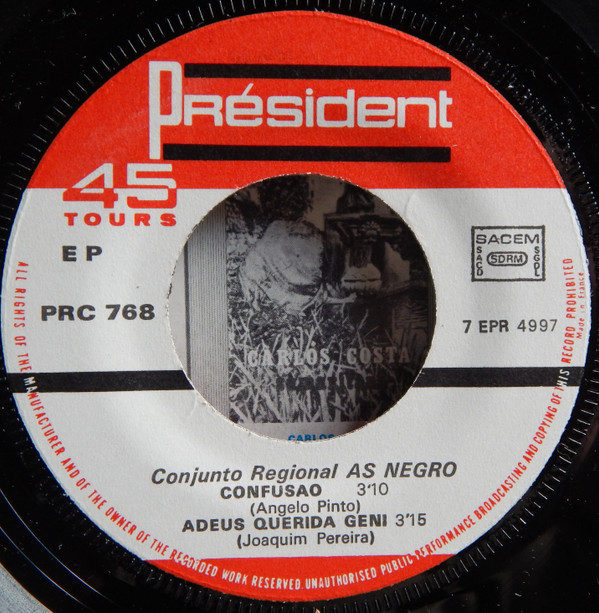 Président
45
TOURS
EP
PRC 768
SACEM
SACD
SDRM
SGDL
7 EPR 4997
CARLOS COSTA
CARLOS
Conjunto Regional AS NEGRO
CONFUSAO 3'10
(Angelo Pinto)
ADEUS QUERIDA GENI 3'15
(Joaquim Pereira)
ALL RIGHTS OF THE MANUFACTURER AND OF THE OWNER OF THE RECORDED WORK RESERVED. UNAUTHORISED PUBLIC PERFORMANCE BROADCASTING AND COPYING OF THIS RECORD PROHIBITED
Made in France